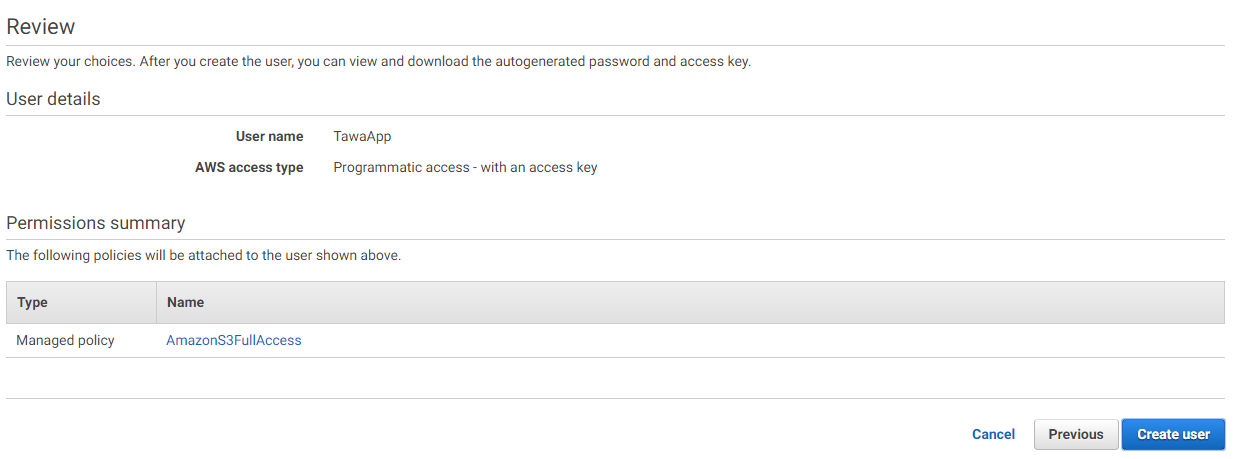 Review
Review your choices. After you create the user, you can view and download the autogenerated password and access key.
User details
User name TawaApp
AWS access type Programmatic access - with an access key
Permissions summary
The following policies will be attached to the user shown above.
Type Name
Managed policy AmazonS3FullAccess
Cancel Previous Create user